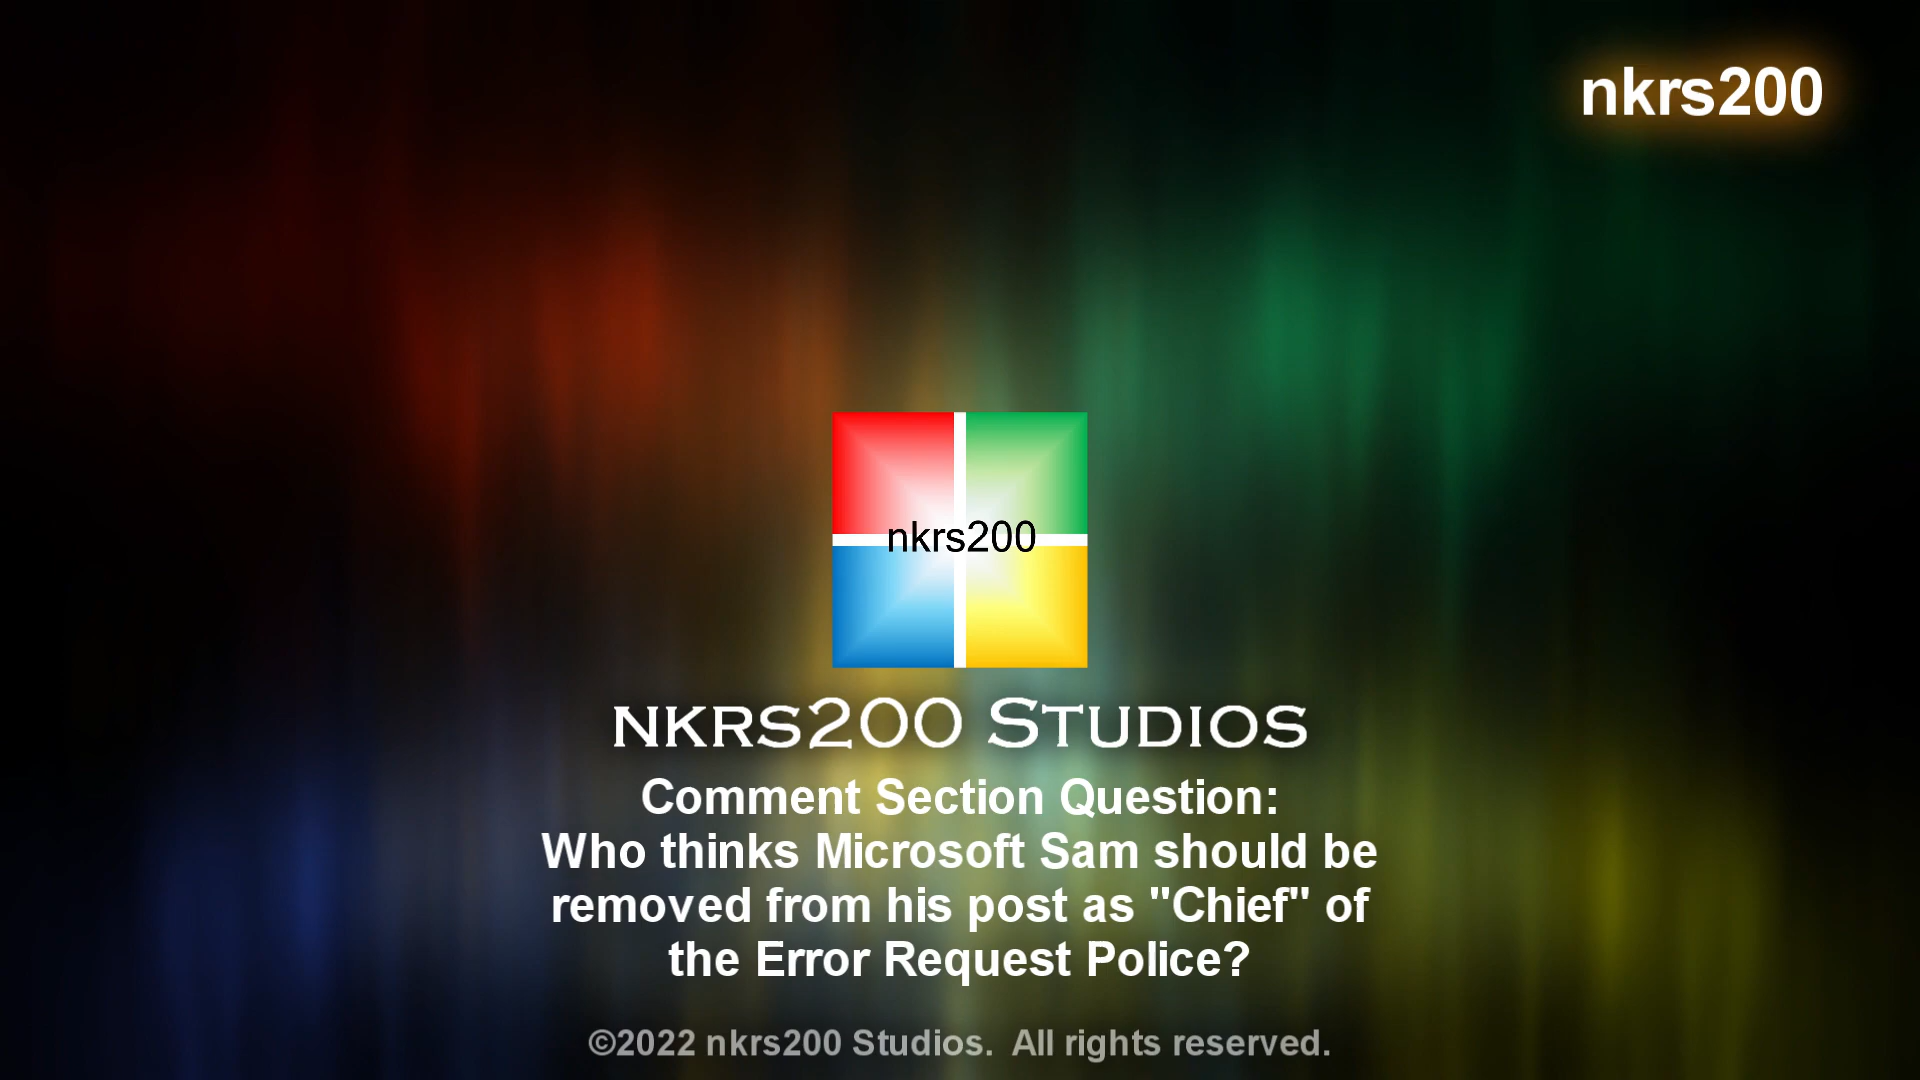 nkrs200
nkrs200
NKRS200 STUDIOS
Comment Section Question:
Who thinks Microsoft Sam should be
removed from his post as "Chief" of
the Error Request Police?
©2022 nkrs200 Studios.  All rights reserved.